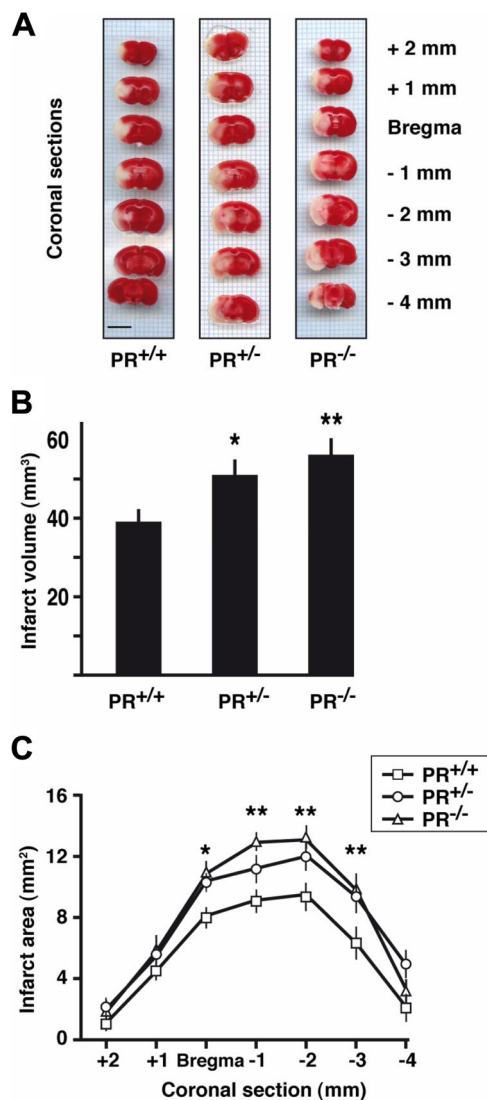 A
Coronal sections
+ 2 mm
+ 1 mm
Bregma
- 1 mm
- 2 mm
- 3 mm
- 4 mm
PR+/+ PR+/- PR-/-
B
Infarct volume (mm³)
60
40
20
* **
PR+/+ PR+/- PR-/-
C
PR+/+
PR+/-
PR-/-
Infarct area (mm²)
16
12
8
4
0
* ** ** **
+2 +1 Bregma -1 -2 -3 -4
Coronal section (mm)